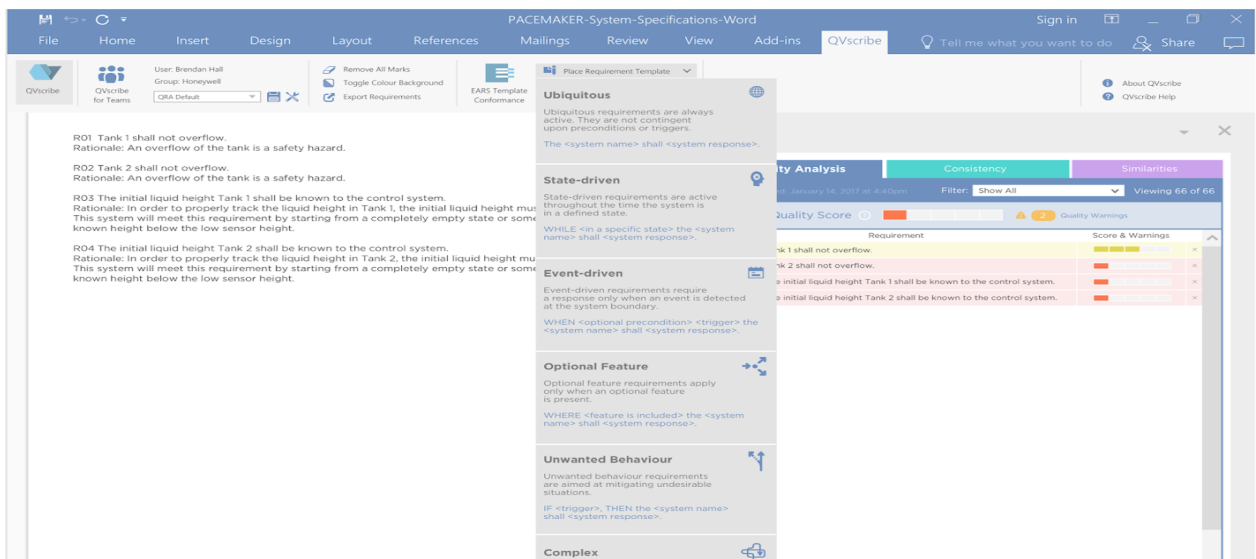 PACEMAKER-System-Specifications-Word
Sign in
File Home Insert Design Layout References Mailings Review View Add-ins QVscribe Tell me what you want to do Share
QVscribe
QVscribe for Teams
User: Brendan Hall
Group: Honeywell
QRA Default
Remove All Marks
Toggle Colour Background
Export Requirements
EARS Template
Conformance
Place Requirement Template
About QVscribe
QVscribe Help
R01 Tank 1 shall not overflow.
Rationale: An overflow of the tank is a safety hazard.
R02 Tank 2 shall not overflow.
Rationale: An overflow of the tank is a safety hazard.
R03 The initial liquid height Tank 1 shall be known to the control system.
Rationale: In order to properly track the liquid height in Tank 1, the initial liquid height mus
This system will meet this requirement by starting from a completely empty state or some
known height below the low sensor height.
R04 The initial liquid height Tank 2 shall be known to the control system.
Rationale: In order to properly track the liquid height in Tank 2, the initial liquid height mu
This system will meet this requirement by starting from a completely empty state or some
known height below the low sensor height.
Ubiquitous
Ubiquitous requirements are always
active. They are not contingent
upon preconditions or triggers.
The <system name> shall <system response>.
State-driven
State-driven requirements are active
throughout the time the system is
in a defined state.
WHILE <in a specific state> the <system
name> shall <system response>.
Event-driven
Event-driven requirements require
a response only when an event is detected
at the system boundary.
WHEN <optional precondition> <trigger> the
<system name> shall <system response>.
Optional Feature
Optional feature requirements apply
only when an optional feature
is present.
WHERE <feature is included> the <system
name> shall <system response>.
Unwanted Behaviour
Unwanted behaviour requirements
are aimed at mitigating undesirable
situations.
IF <trigger>, THEN the <system name>
shall <system response>.
Complex
ity Analysis
Consistency
Similarities
ed: January 14, 2017 at 4:40pm
Filter: Show All
Viewing 66 of 66
Quality Score
2 Quality Warnings
Requirement
Score & Warnings
nk 1 shall not overflow.
nk 2 shall not overflow.
e initial liquid height Tank 1 shall be known to the control system.
e initial liquid height Tank 2 shall be known to the control system.